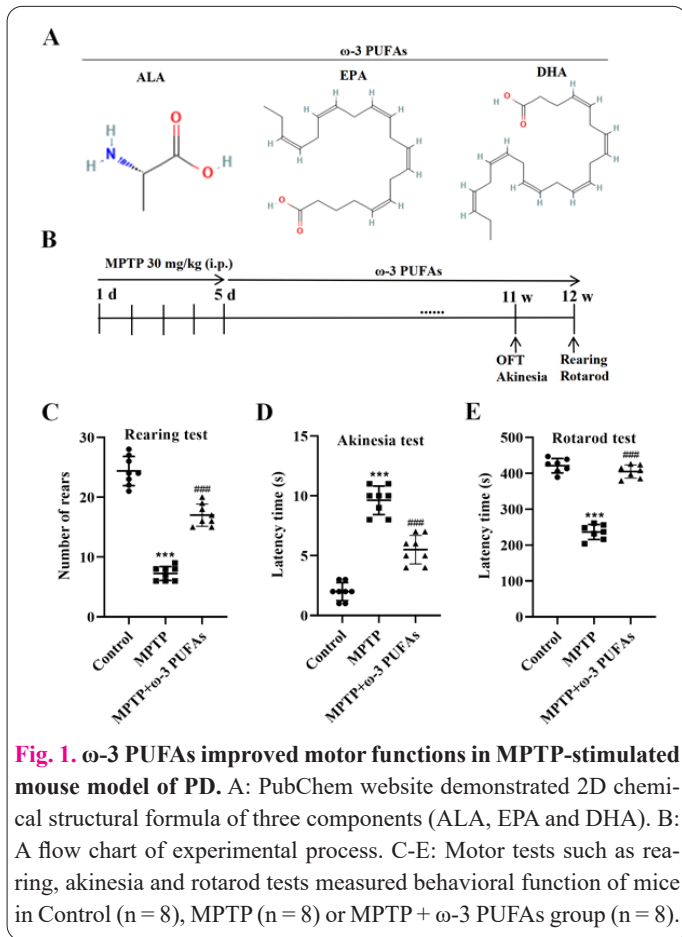 A
ω-3 PUFAs
ALA EPA DHA
H N H O O H
H H H H H H H H H H H O O
H O O H H H H H H H H H H H H
B
MPTP 30 mg/kg (i.p.) ω-3 PUFAs
1 d 5 d 11 w 12 w
......
OFT Rearing
Akinesia Rotarod
C
Rearing test
Number of rears
30
20
10
0
***
###
Control
MPTP
MPTP+ω-3 PUFAs
D
Akinesia test
Latency time (s)
15
10
5
0
***
###
Control
MPTP
MPTP+ω-3 PUFAs
E
Rotarod test
Latency time (s)
500
400
300
200
100
0
***
###
Control
MPTP
MPTP+ω-3 PUFAs
Fig. 1. ω-3 PUFAs improved motor functions in MPTP-stimulated
mouse model of PD. A: PubChem website demonstrated 2D chemi-
cal structural formula of three components (ALA, EPA and DHA). B:
A flow chart of experimental process. C-E: Motor tests such as rea-
ring, akinesia and rotarod tests measured behavioral function of mice
in Control (n = 8), MPTP (n = 8) or MPTP + ω-3 PUFAs group (n = 8).